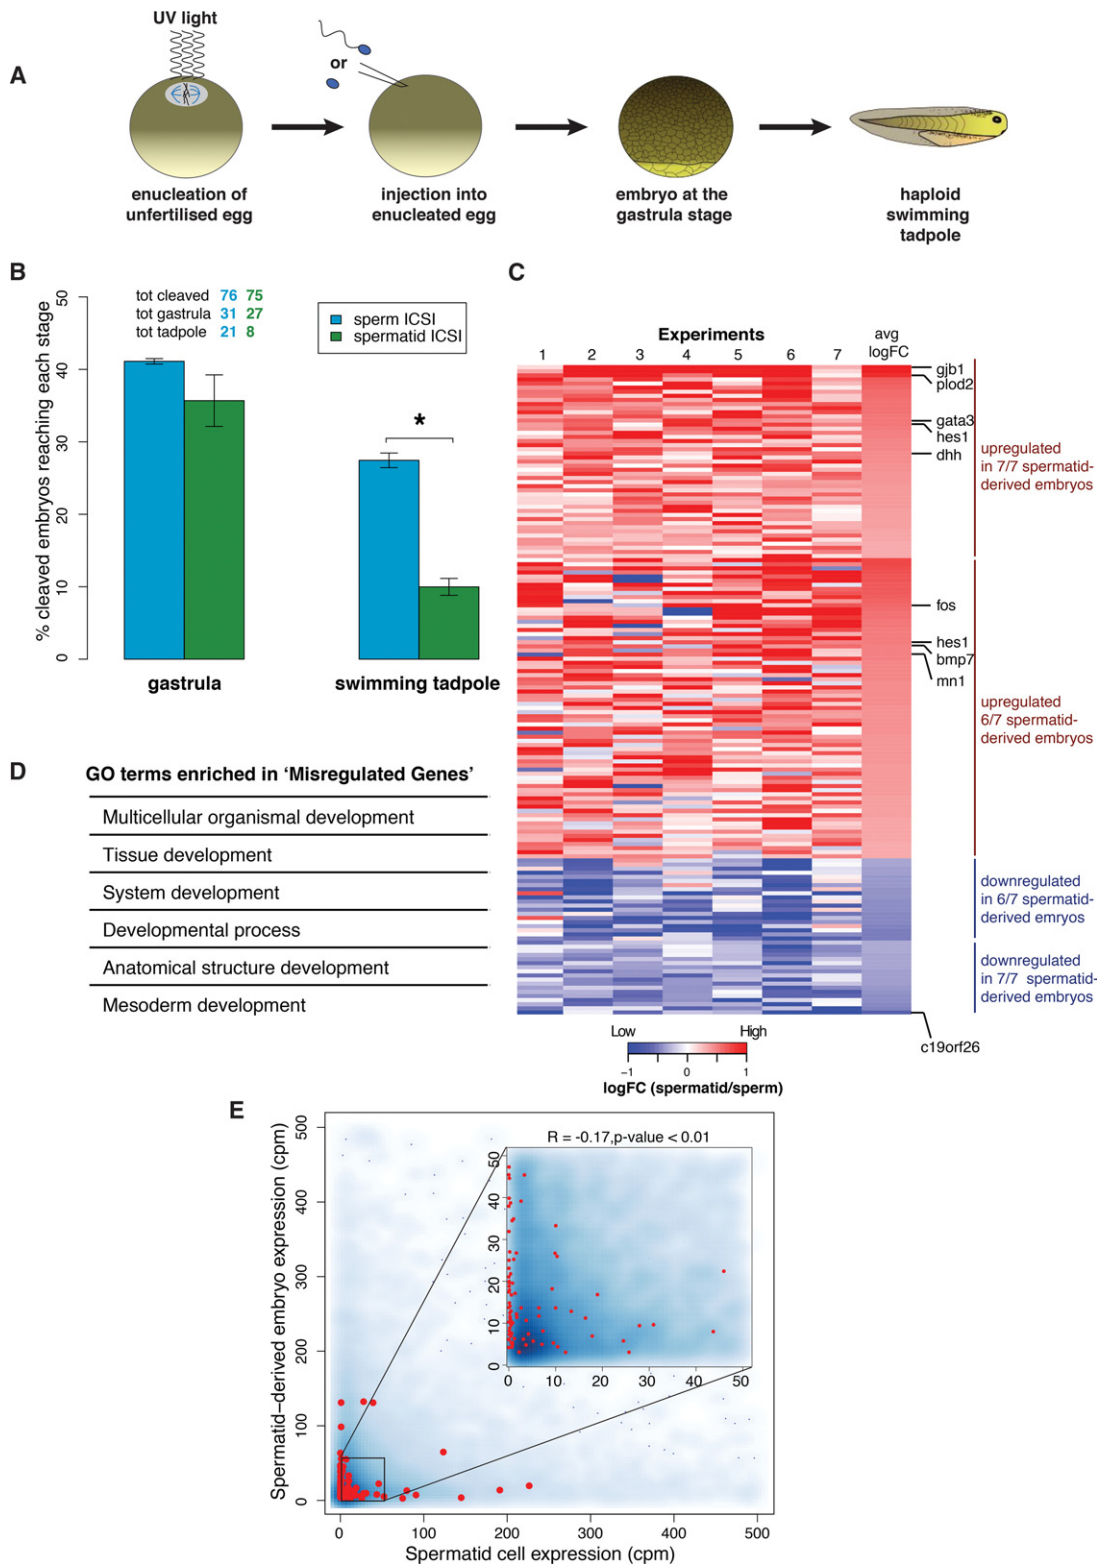 A
UV light
or
enucleation of
unfertilised egg
injection into
enucleated egg
embryo at the
gastrula stage
haploid
swimming
tadpole
B
tot cleaved 76 75
tot gastrula 31 27
tot tadpole 21 8
sperm ICSI
spermatid ICSI
% cleaved embryos reaching each stage
50
40
30
20
10
0
*
gastrula
swimming tadpole
C
Experiments
avg
logFC
1 2 3 4 5 6 7
gjb1
plod2
gata3
hes1
dhh
upregulated
in 7/7 spermatid-
derived embryos
fos
hes1
bmp7
mn1
upregulated
6/7 spermatid-
derived embryos
downregulated
in 6/7 spermatid-
derived emryos
downregulated
in 7/7 spermatid-
derived embryos
c19orf26
Low High
−1 0 1
logFC (spermatid/sperm)
D
GO terms enriched in ‘Misregulated Genes’
Multicellular organismal development
Tissue development
System development
Developmental process
Anatomical structure development
Mesoderm development
E
Spermatid−derived embryo expression (cpm)
500
400
300
200
100
0
R = -0.17,p-value < 0.01
50
40
30
20
10
0
0 10 20 30 40 50
0 100 200 300 400 500
Spermatid cell expression (cpm)